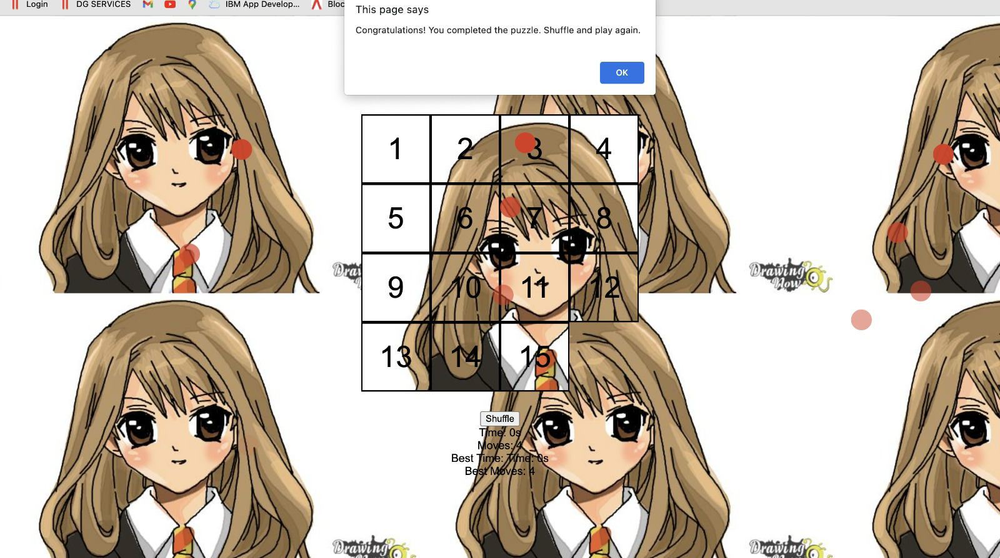 Login
DG SERVICES
IBM App Develop...
Bloc
This page says
Congratulations! You completed the puzzle. Shuffle and play again.
OK
1 2 3 4
5 6 7 8
9 10 11 12
13 14 15
Draw
Drawing
Now
Shuffle
Time: 0s
Moves: 4
Best Time: Time: 0s
Best Moves: 4
Drawing
Now
Drawing
Now